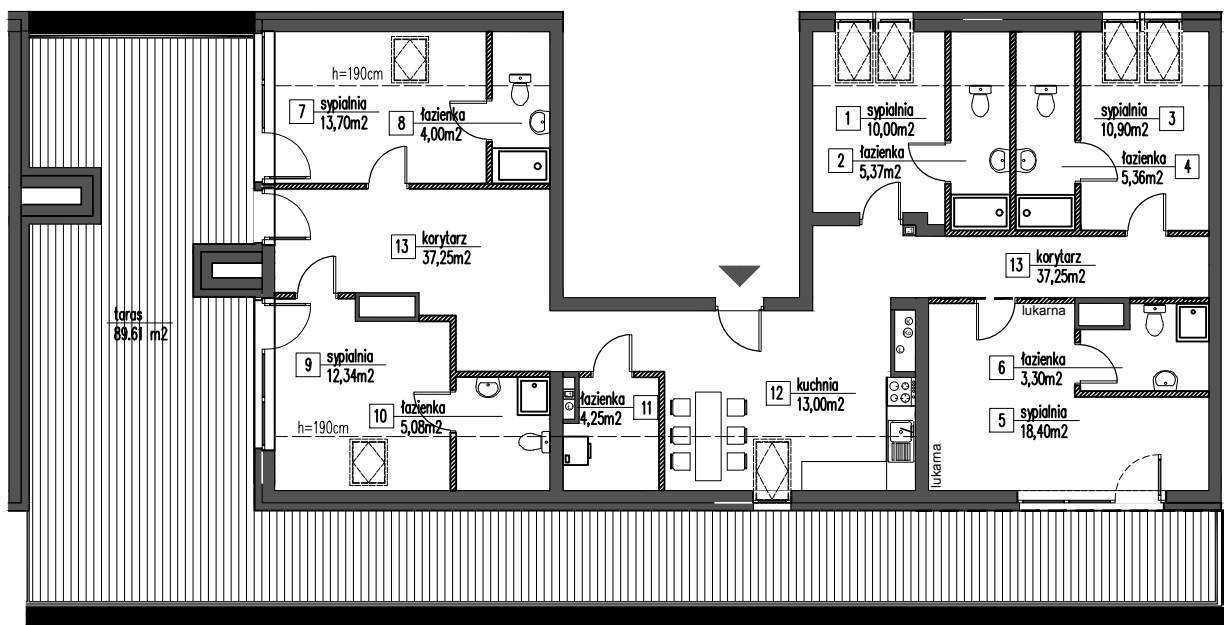 h=190cm
7 sypialnia
13,70m2
8 łazienka
4,00m2
1 sypialnia
10,00m2
2 łazienka
5,37m2
sypialnia 3
10,90m2
łazienka 4
5,36m2
13 korytarz
37,25m2
13 korytarz
37,25m2
taras
89.61 m2
lukarna
9 sypialnia
12,34m2
10 łazienka
5,08m2
h=190cm
łazienka 11
4,25m2
12 kuchnia
13,00m2
6 łazienka
3,30m2
5 sypialnia
18,40m2
lukarna